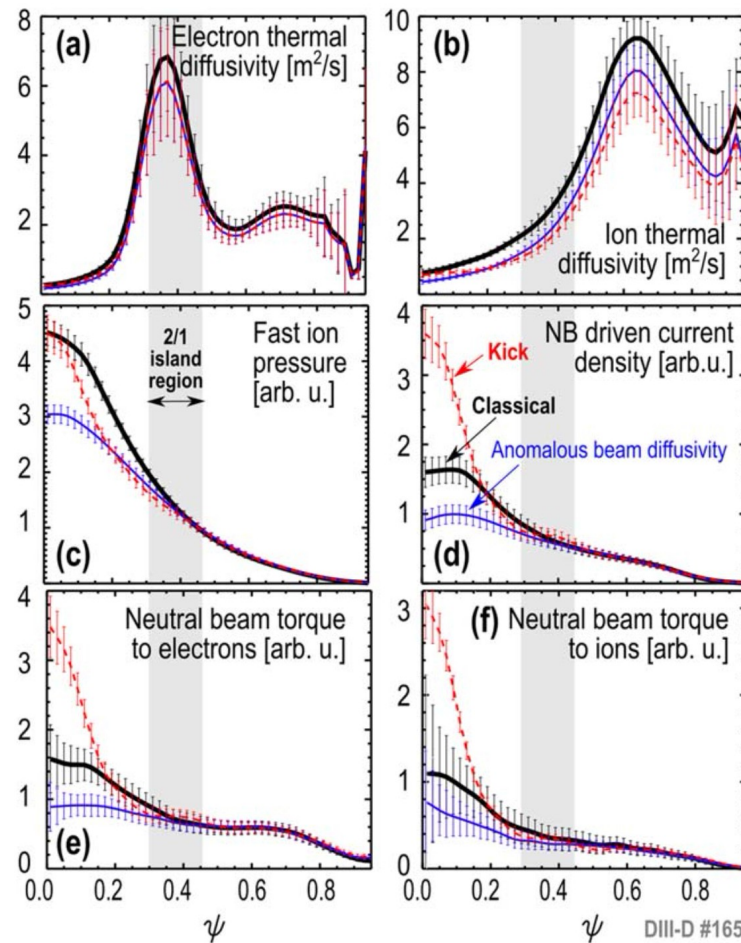 (a)
Electron thermal
diffusivity [m²/s]
8
6
4
2
(b)
10
8
6
4
2
Ion thermal
diffusivity [m²/s]
5
4
3
2
1
(c)
2/1
island
region
Fast ion
pressure
[arb. u.]
4
3
2
1
(d)
NB driven current
density [arb.u.]
Kick
Classical
Anomalous beam diffusivity
4
3
2
1
0
(e)
Neutral beam torque
to electrons [arb. u.]
3
2
1
0
(f)
Neutral beam torque
to ions [arb. u.]
0.0 0.2 0.4 0.6 0.8
ψ
0.0 0.2 0.4 0.6 0.8
ψ
DIII-D #165